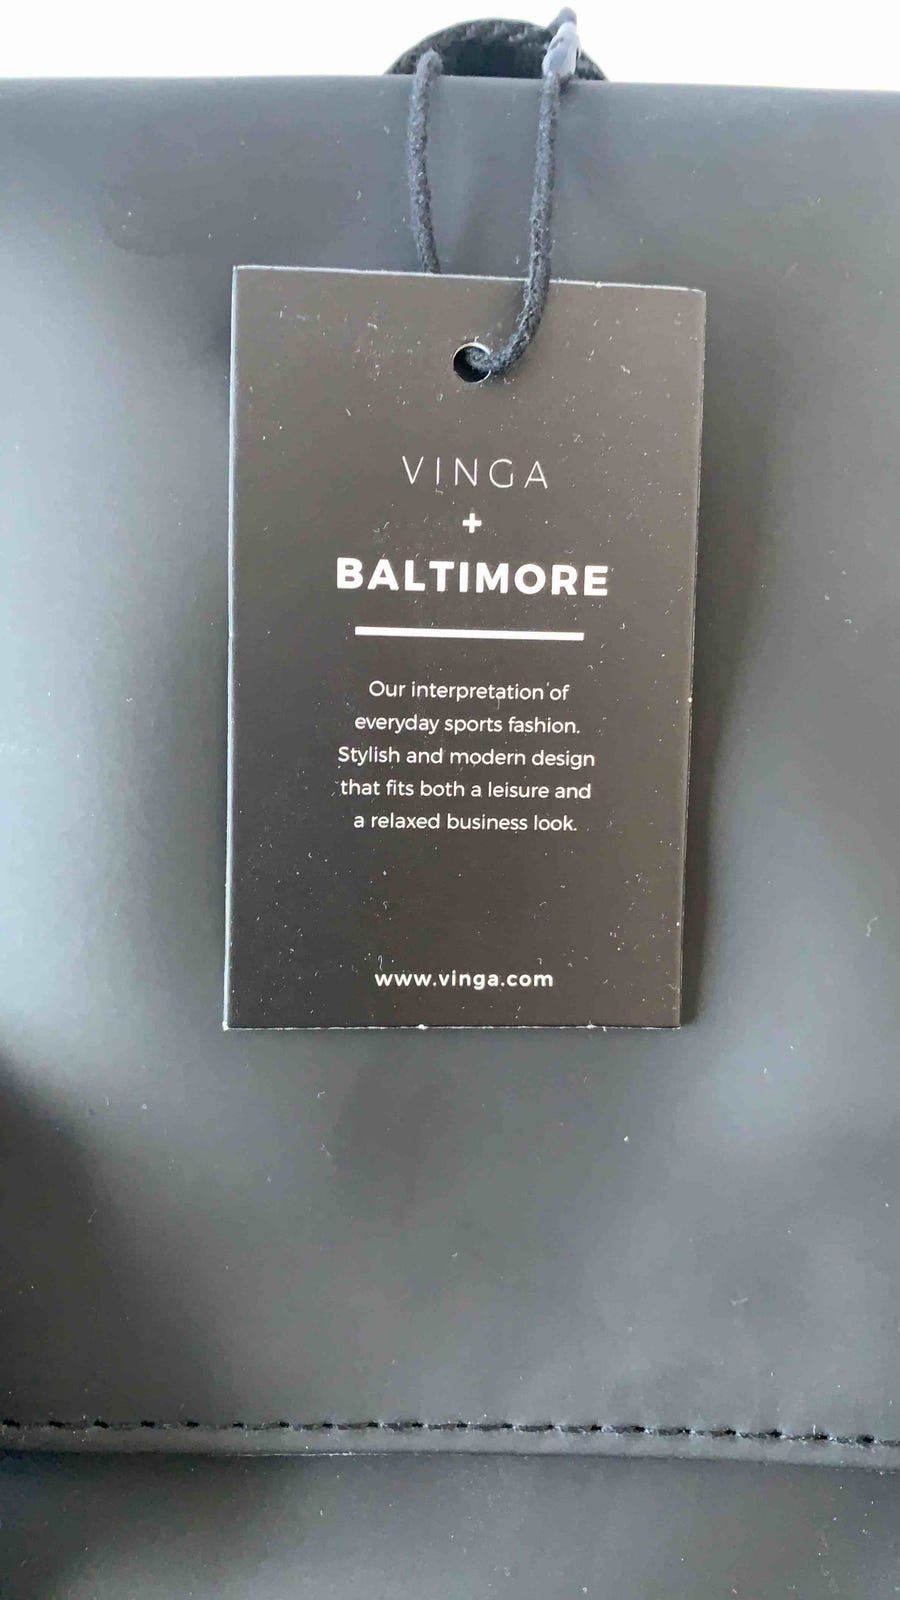 VINGA
+
BALTIMORE
Our interpretation of
everyday sports fashion.
Stylish and modern design
that fits both a leisure and
a relaxed business look.
www.vinga.com